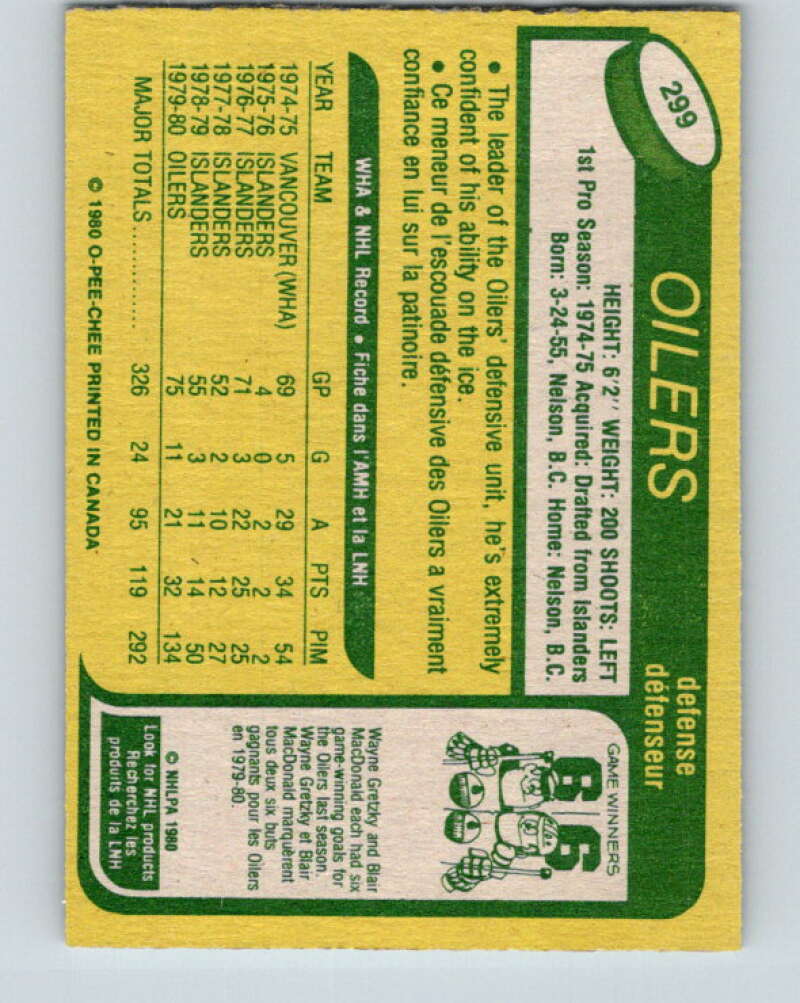 299
OILERS
defense
défenseur
HEIGHT: 6'2" WEIGHT: 200 SHOOTS: LEFT
1st Pro Season: 1974-75 Acquired: Drafted from Islanders
Born: 3-24-55, Nelson, B.C. Home: Nelson, B.C.
• The leader of the Oilers' defensive unit, he's extremely
confident of his ability on the ice.
• Ce meneur de l'escouade défensive des Oilers a vraiment
confiance en lui sur la patinoire.
WHA & NHL Record • Fiche dans l'AMH et la LNH
YEAR TEAM GP G A PTS PIM
1974-75 VANCOUVER (WHA) 69 5 29 34 54
1975-76 ISLANDERS 4 0 2 2 2
1976-77 ISLANDERS 71 3 22 25 25
1977-78 ISLANDERS 52 2 10 12 27
1978-79 ISLANDERS 55 3 11 14 50
1979-80 OILERS 75 11 21 32 134
MAJOR TOTALS .............. 326 24 95 119 292
© 1980 O-PEE-CHEE PRINTED IN CANADA
GAME WINNERS
6 6
Wayne Gretzky and Blair
MacDonald each had six
game-winning goals for
the Oilers last season.
Wayne Gretzky et Blair
MacDonald marquèrent
tous deux six buts
gagnants pour les Oilers
en 1979-80.
© NHLPA 1980
Look for NHL products
Recherchez les
produits de la LNH